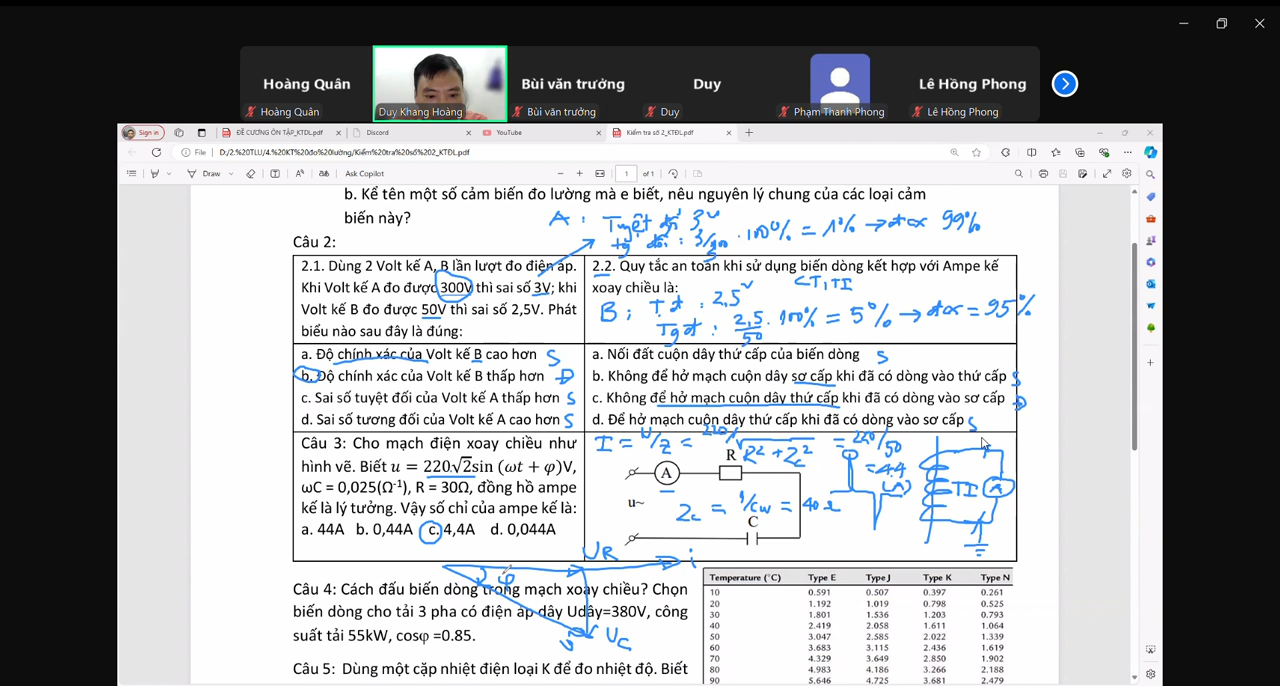 Hoàng Quân
Bùi văn trưởng
Duy
Lê Hồng Phong
Hoàng Quân
Duy Khang Hoàng
Bùi văn trưởng
Duy
Phạm Thanh Phong
Lê Hồng Phong
Sign in
ĐỀ CƯƠNG ÔN TẬP_KTĐL.pdf
Discord
YouTube
Kiểm tra số 2_KTĐL.pdf
File
D:/2.%20TLU/4.%20KT%20đo%20lường/Kiểm%20tra%20số%202_KTĐL.pdf
Draw
Ask Copilot
1
of 1
b. Kể tên một số cảm biến đo lường mà e biết, nêu nguyên lý chung của các loại cảm
biến này?
A : Tuyệt đối 3V
: 3/300 . 100% = 1% → đcx 99%
Câu 2:
2.1. Dùng 2 Volt kế A, B lần lượt đo điện áp.
Khi Volt kế A đo được 300V thì sai số 3V; khi
Volt kế B đo được 50V thì sai số 2,5V. Phát
biểu nào sau đây là đúng:
2.2. Quy tắc an toàn khi sử dụng biến dòng kết hợp với Ampe kế
xoay chiều là:
CT, TI
B : T.đ : 2,5V
Tgđ : 2,5/50 . 100% = 5% → đcx = 95%
a. Độ chính xác của Volt kế B cao hơn S
b. Độ chính xác của Volt kế B thấp hơn Đ
c. Sai số tuyệt đối của Volt kế A thấp hơn S
d. Sai số tương đối của Volt kế A cao hơn S
a. Nối đất cuộn dây thứ cấp của biến dòng S
b. Không để hở mạch cuộn dây sơ cấp khi đã có dòng vào thứ cấp S
c. Không để hở mạch cuộn dây thứ cấp khi đã có dòng vào sơ cấp Đ
d. Để hở mạch cuộn dây thứ cấp khi đã có dòng vào sơ cấp S
Câu 3: Cho mạch điện xoay chiều như
hình vẽ. Biết u = 220√2sin (ωt + φ)V,
ωC = 0,025(Ω⁻¹), R = 30Ω, đồng hồ ampe
kế là lý tưởng. Vậy số chỉ của ampe kế là:
a. 44A b. 0,44A c. 4,4A d. 0,044A
I = U/Z = 220/√R² + Zc² = 220/50
= 4.4
(A)
A
R
u~
C
Zc = 1/Cω = 40 Ω
TI
A
UR
i
φ
UC
U
Câu 4: Cách đấu biến dòng trong mạch xoay chiều? Chọn
biến dòng cho tải 3 pha có điện áp dây Udây=380V, công
suất tải 55kW, cosφ =0.85.
Câu 5: Dùng một cặp nhiệt điện loại K để đo nhiệt độ. Biết
Temperature (°C) Type E Type J Type K Type N
10 0.591 0.507 0.397 0.261
20 1.192 1.019 0.798 0.525
30 1.801 1.536 1.203 0.793
40 2.419 2.058 1.611 1.064
50 3.047 2.585 2.022 1.339
60 3.683 3.115 2.436 1.619
70 4.329 3.649 2.850 1.902
80 4.983 4.186 3.266 2.188
90 5.646 4.725 3.681 2.479